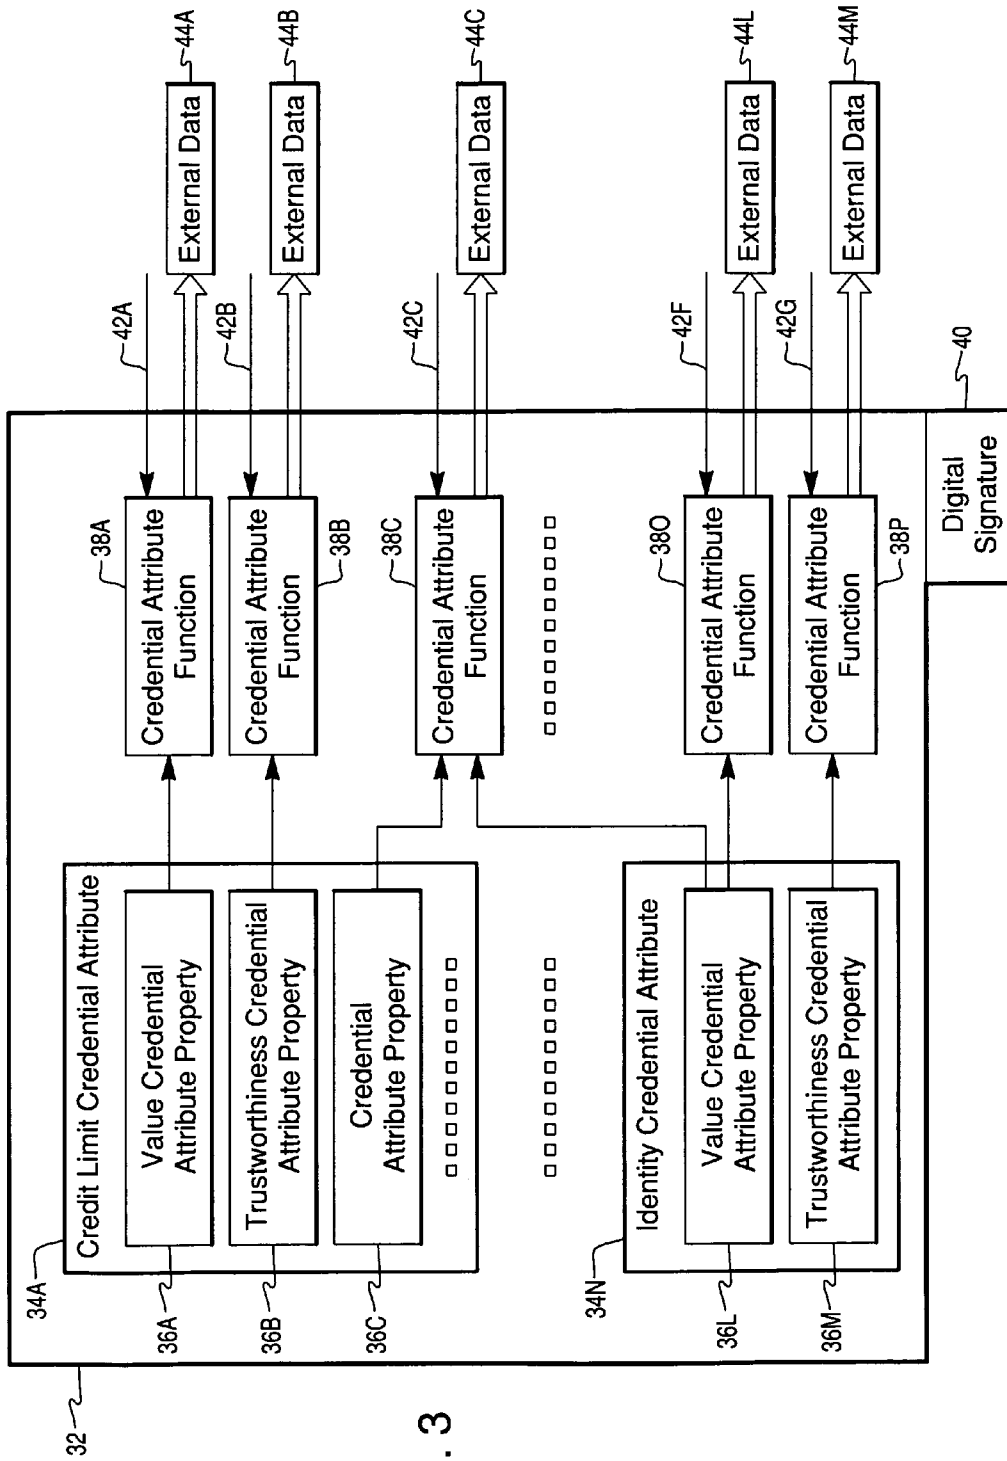 32
34A
Credit Limit Credential Attribute
36A
Value Credential
Attribute Property
36B
Trustworthiness Credential
Attribute Property
36C
Credential
Attribute Property
34N
Identity Credential Attribute
36L
Value Credential
Attribute Property
36M
Trustworthiness Credential
Attribute Property
38A
Credential Attribute
Function
38B
Credential Attribute
Function
38C
Credential Attribute
Function
38O
Credential Attribute
Function
38P
Credential Attribute
Function
42A
42B
42C
42F
42G
44A
External Data
44B
External Data
44C
External Data
44L
External Data
44M
External Data
40
Digital
Signature
. 3